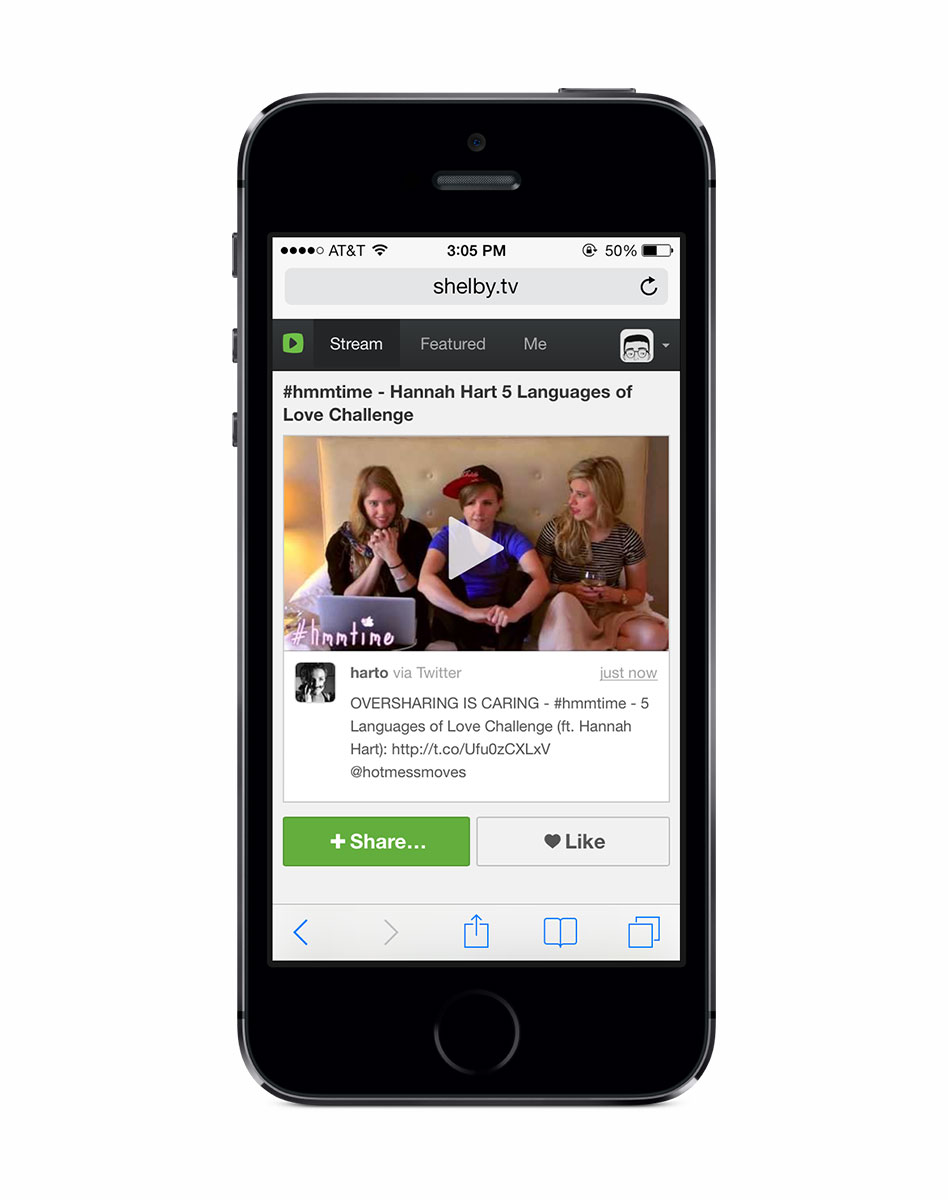 AT&T 3:05 PM 50%
shelby.tv
Stream Featured Me
#hmmtime - Hannah Hart 5 Languages of
Love Challenge
#hmmtime
harto via Twitter just now
OVERSHARING IS CARING - #hmmtime - 5
Languages of Love Challenge (ft. Hannah
Hart): http://t.co/Ufu0zCXLxV
@hotmessmoves
+Share... Like